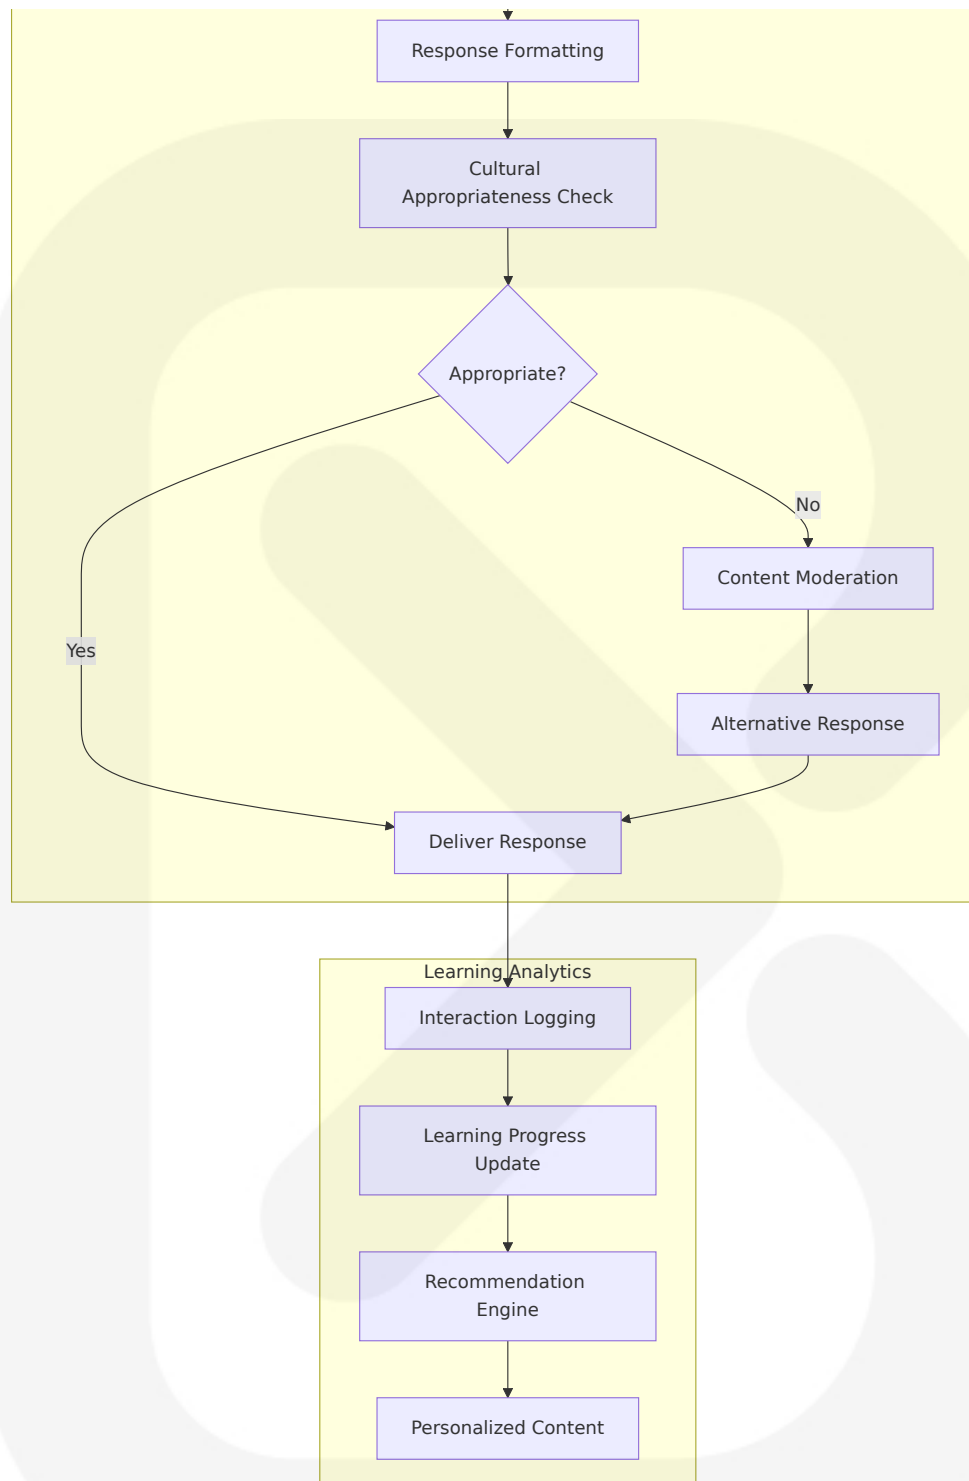 Response Formatting
Cultural
Appropriateness Check
Appropriate?
No
Content Moderation
Yes
Alternative Response
Deliver Response
Learning Analytics
Interaction Logging
Learning Progress
Update
Recommendation
Engine
Personalized Content